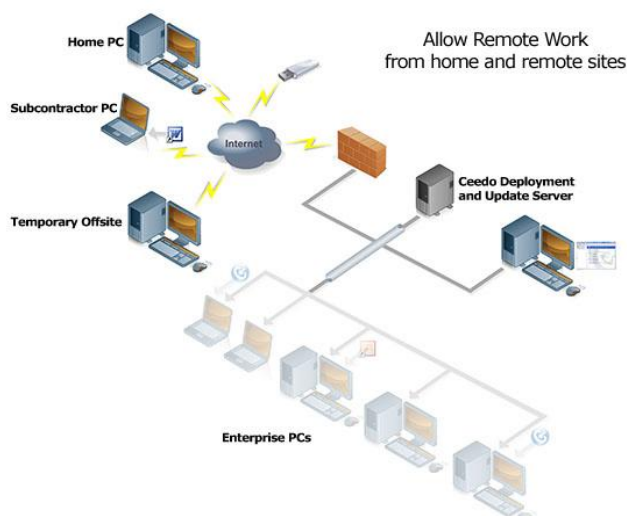 Allow Remote Work
from home and remote sites
Home PC
Subcontractor PC
Internet
Ceedo Deployment
and Update Server
Temporary Offsite
Enterprise PCs